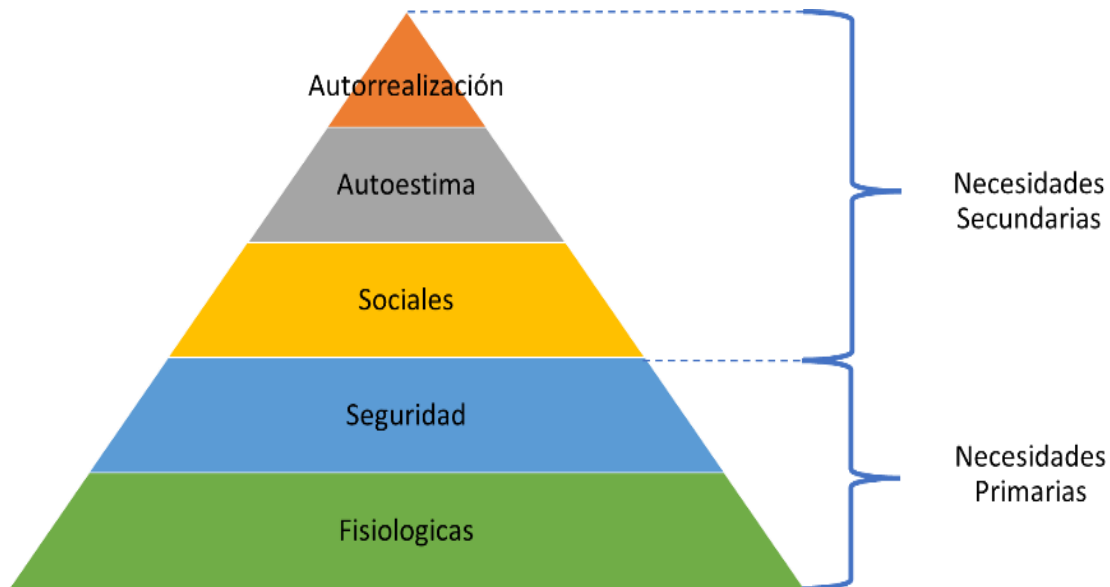 Autorrealización
Autoestima
Sociales
Seguridad
Fisiologicas
Necesidades
Secundarias
Necesidades
Primarias